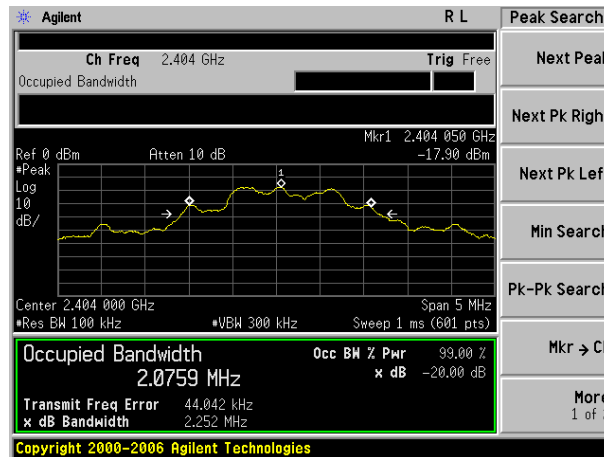 Agilent R L
Peak Search
Ch Freq 2.404 GHz Trig Free
Occupied Bandwidth
Next Peak
Next Pk Righ
Next Pk Lef
Min Search
Pk-Pk Search
Mkr → C
More
1 of
Mkr1 2.404 050 GHz
Ref 0 dBm Atten 10 dB -17.90 dBm
#Peak
Log
10
dB/
1
Center 2.404 000 GHz Span 5 MHz
#Res BW 100 kHz #VBW 300 kHz Sweep 1 ms (601 pts)
Occupied Bandwidth Occ BW % Pwr 99.00 %
2.0759 MHz x dB -20.00 dB
Transmit Freq Error 44.042 kHz
x dB Bandwidth 2.252 MHz
Copyright 2000-2006 Agilent Technologies